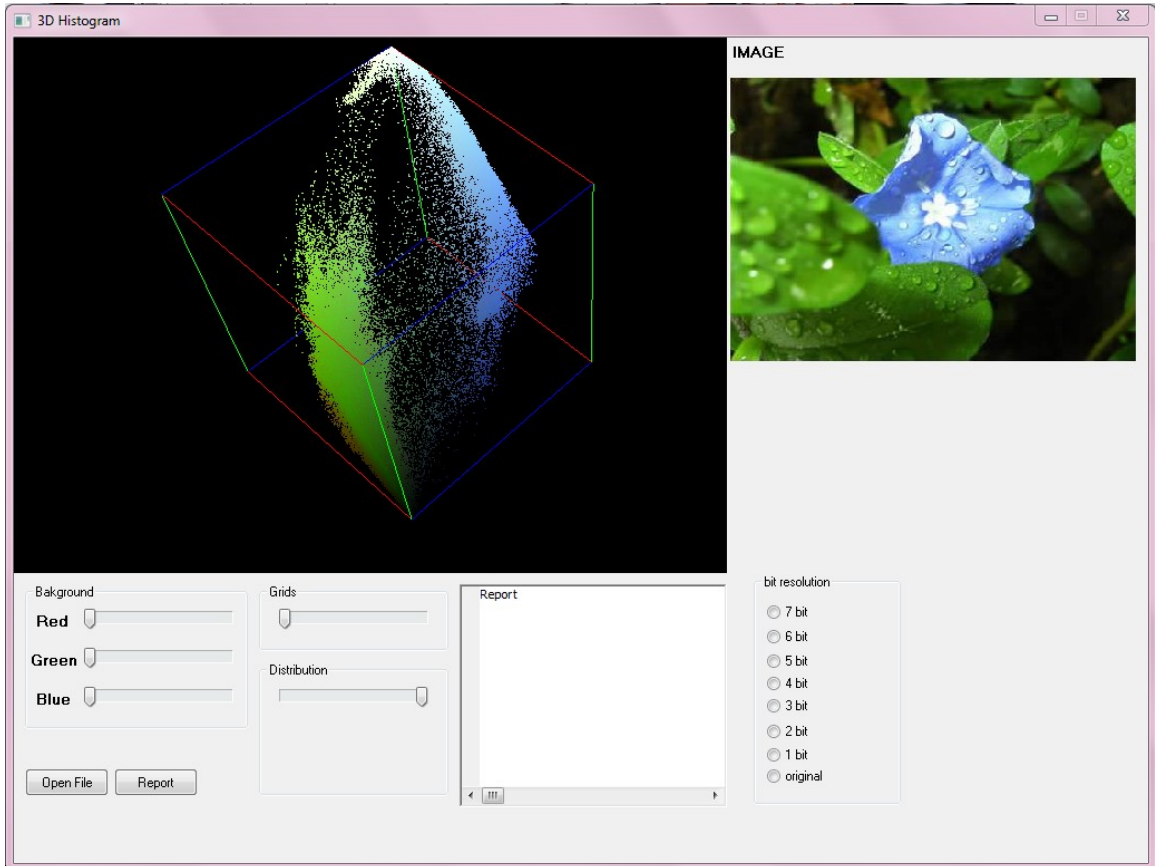 3D Histogram
IMAGE
Bakground
Red
Green
Blue
Open File
Report
Grids
Distribution
Report
bit resolution
7 bit
6 bit
5 bit
4 bit
3 bit
2 bit
1 bit
original